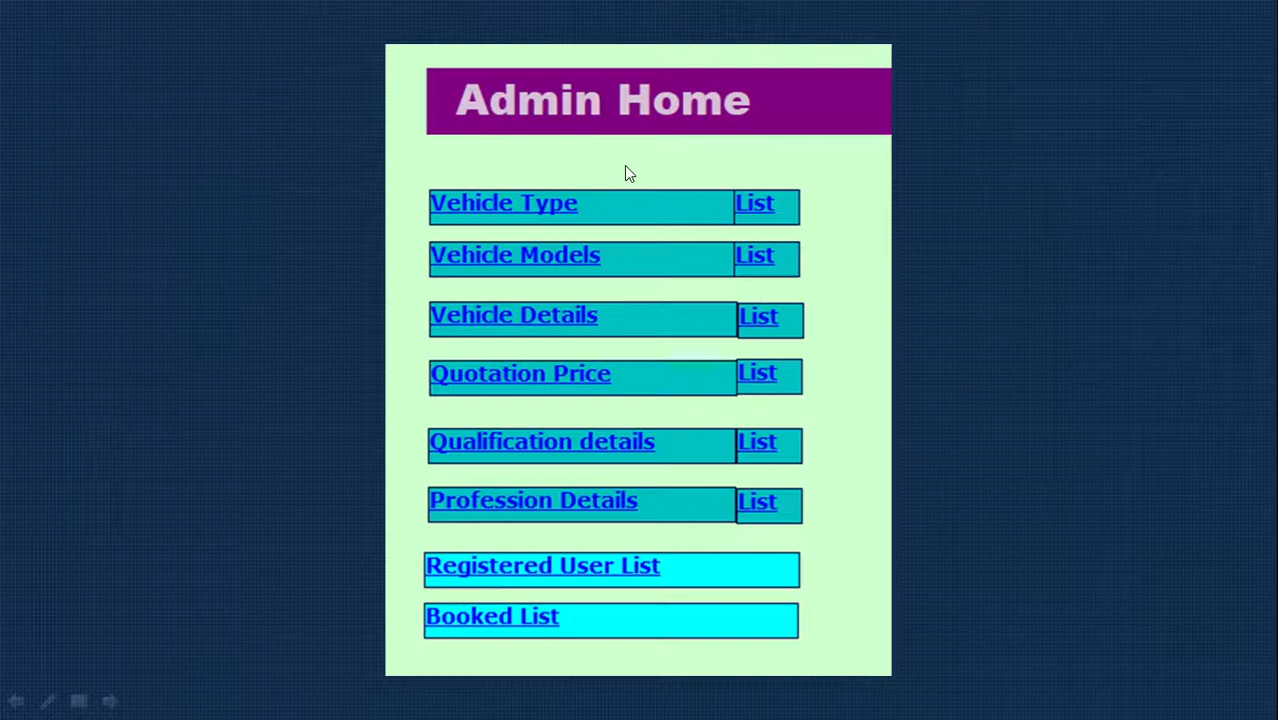 Admin Home
Vehicle Type List
Vehicle Models List
Vehicle Details List
Quotation Price List
Qualification details List
Profession Details List
Registered User List
Booked List